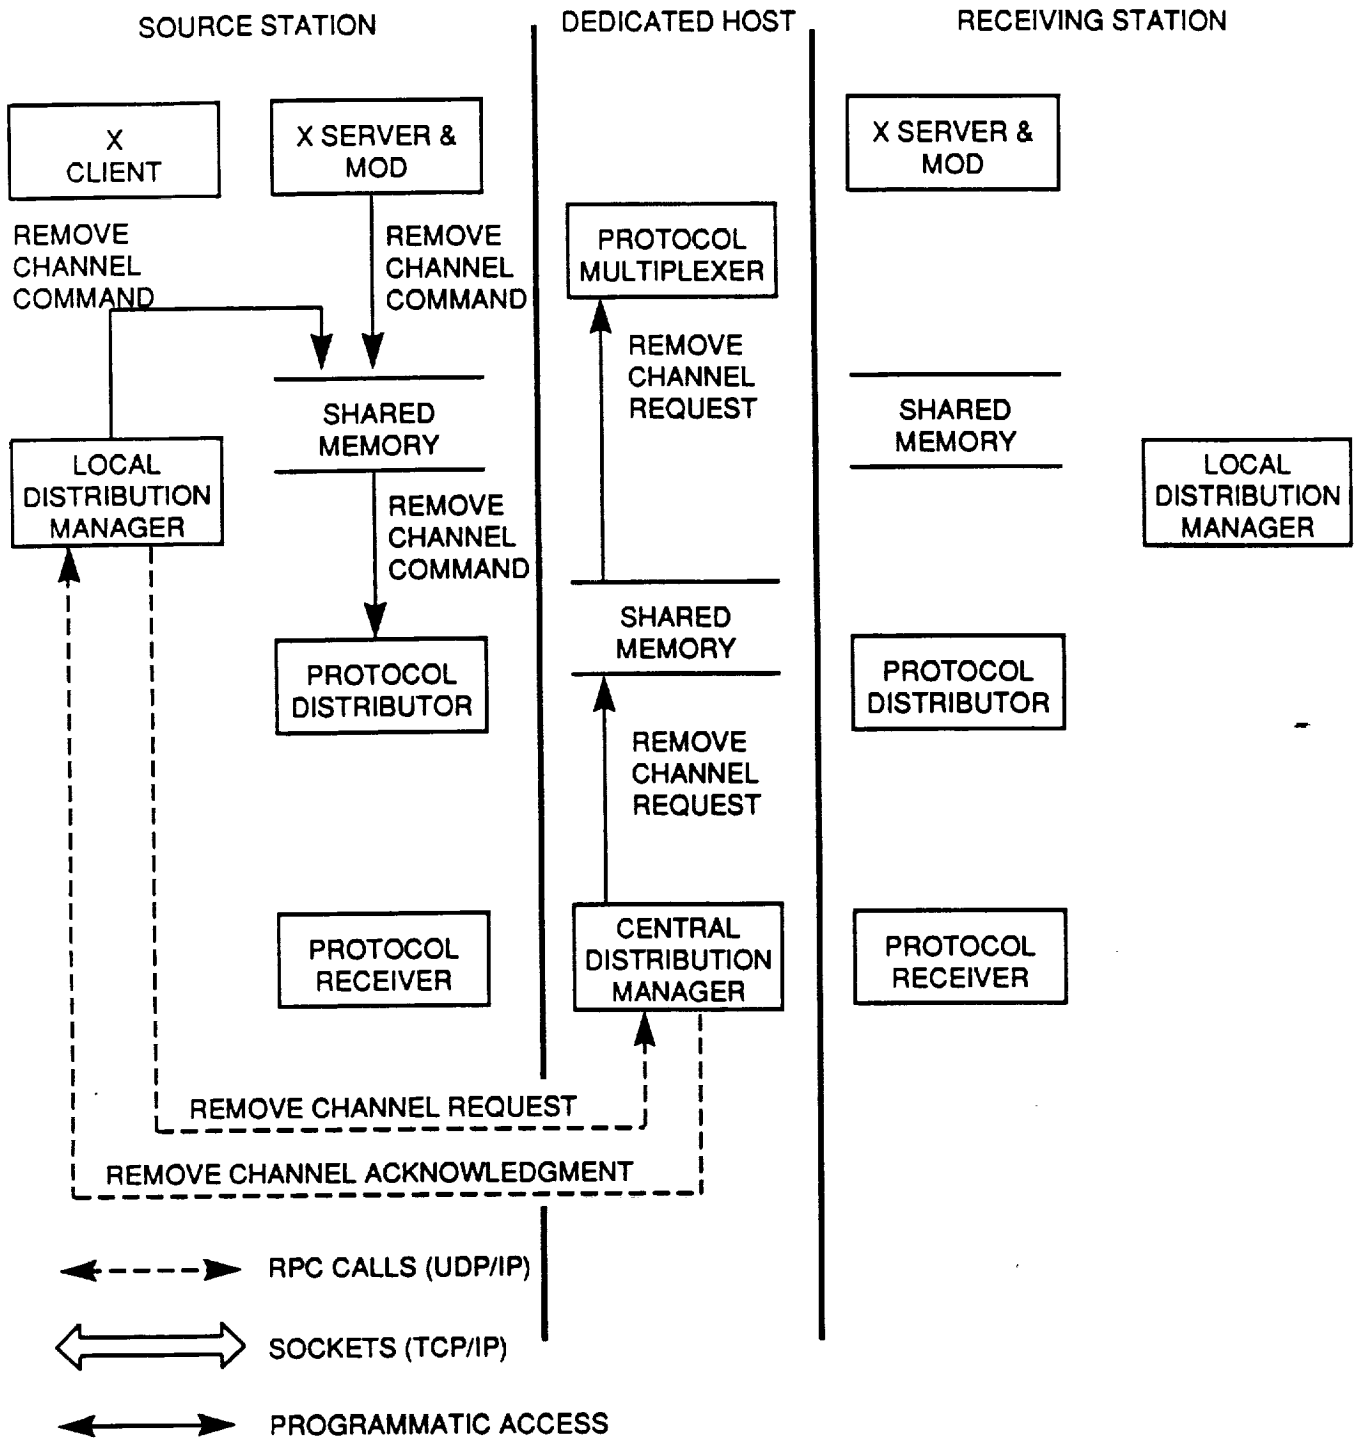 SOURCE STATION
DEDICATED HOST
RECEIVING STATION
X
CLIENT
X SERVER &
MOD
X SERVER &
MOD
REMOVE
CHANNEL
COMMAND
REMOVE
CHANNEL
COMMAND
PROTOCOL
MULTIPLEXER
REMOVE
CHANNEL
REQUEST
SHARED
MEMORY
SHARED
MEMORY
LOCAL
DISTRIBUTION
MANAGER
LOCAL
DISTRIBUTION
MANAGER
REMOVE
CHANNEL
COMMAND
SHARED
MEMORY
PROTOCOL
DISTRIBUTOR
PROTOCOL
DISTRIBUTOR
REMOVE
CHANNEL
REQUEST
PROTOCOL
RECEIVER
CENTRAL
DISTRIBUTION
MANAGER
PROTOCOL
RECEIVER
REMOVE CHANNEL REQUEST
REMOVE CHANNEL ACKNOWLEDGMENT
RPC CALLS (UDP/IP)
SOCKETS (TCP/IP)
PROGRAMMATIC ACCESS